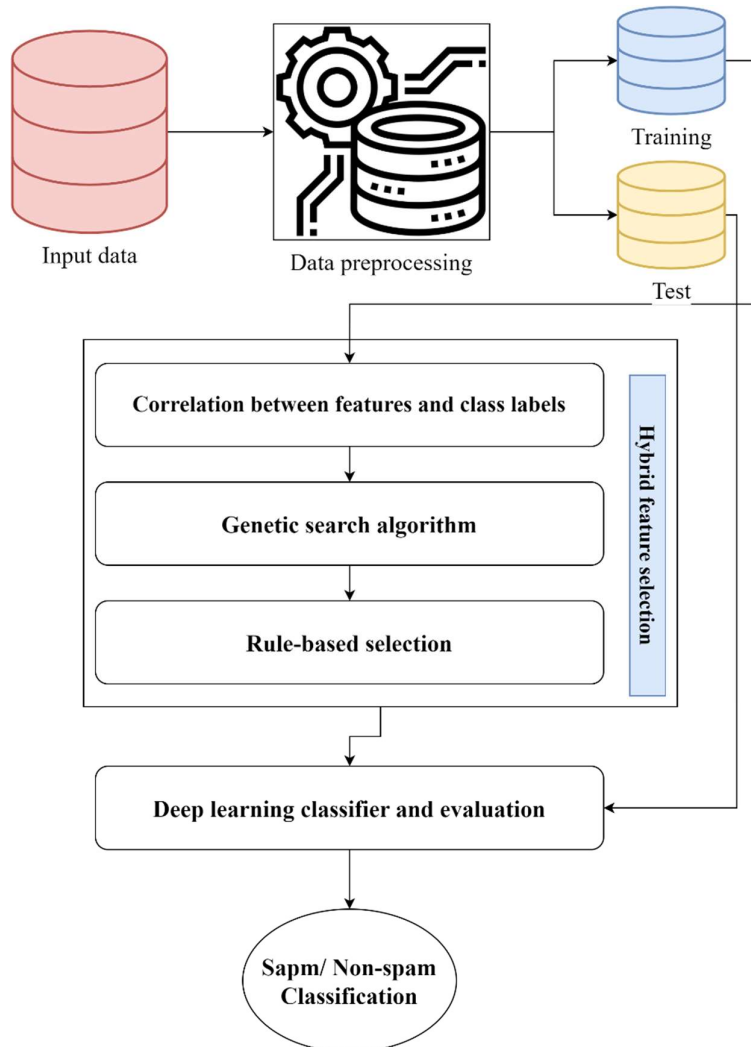 Input data
Data preprocessing
Training
Test
Correlation between features and class labels
Genetic search algorithm
Rule-based selection
Hybrid feature selection
Deep learning classifier and evaluation
Sapm/ Non-spam
Classification